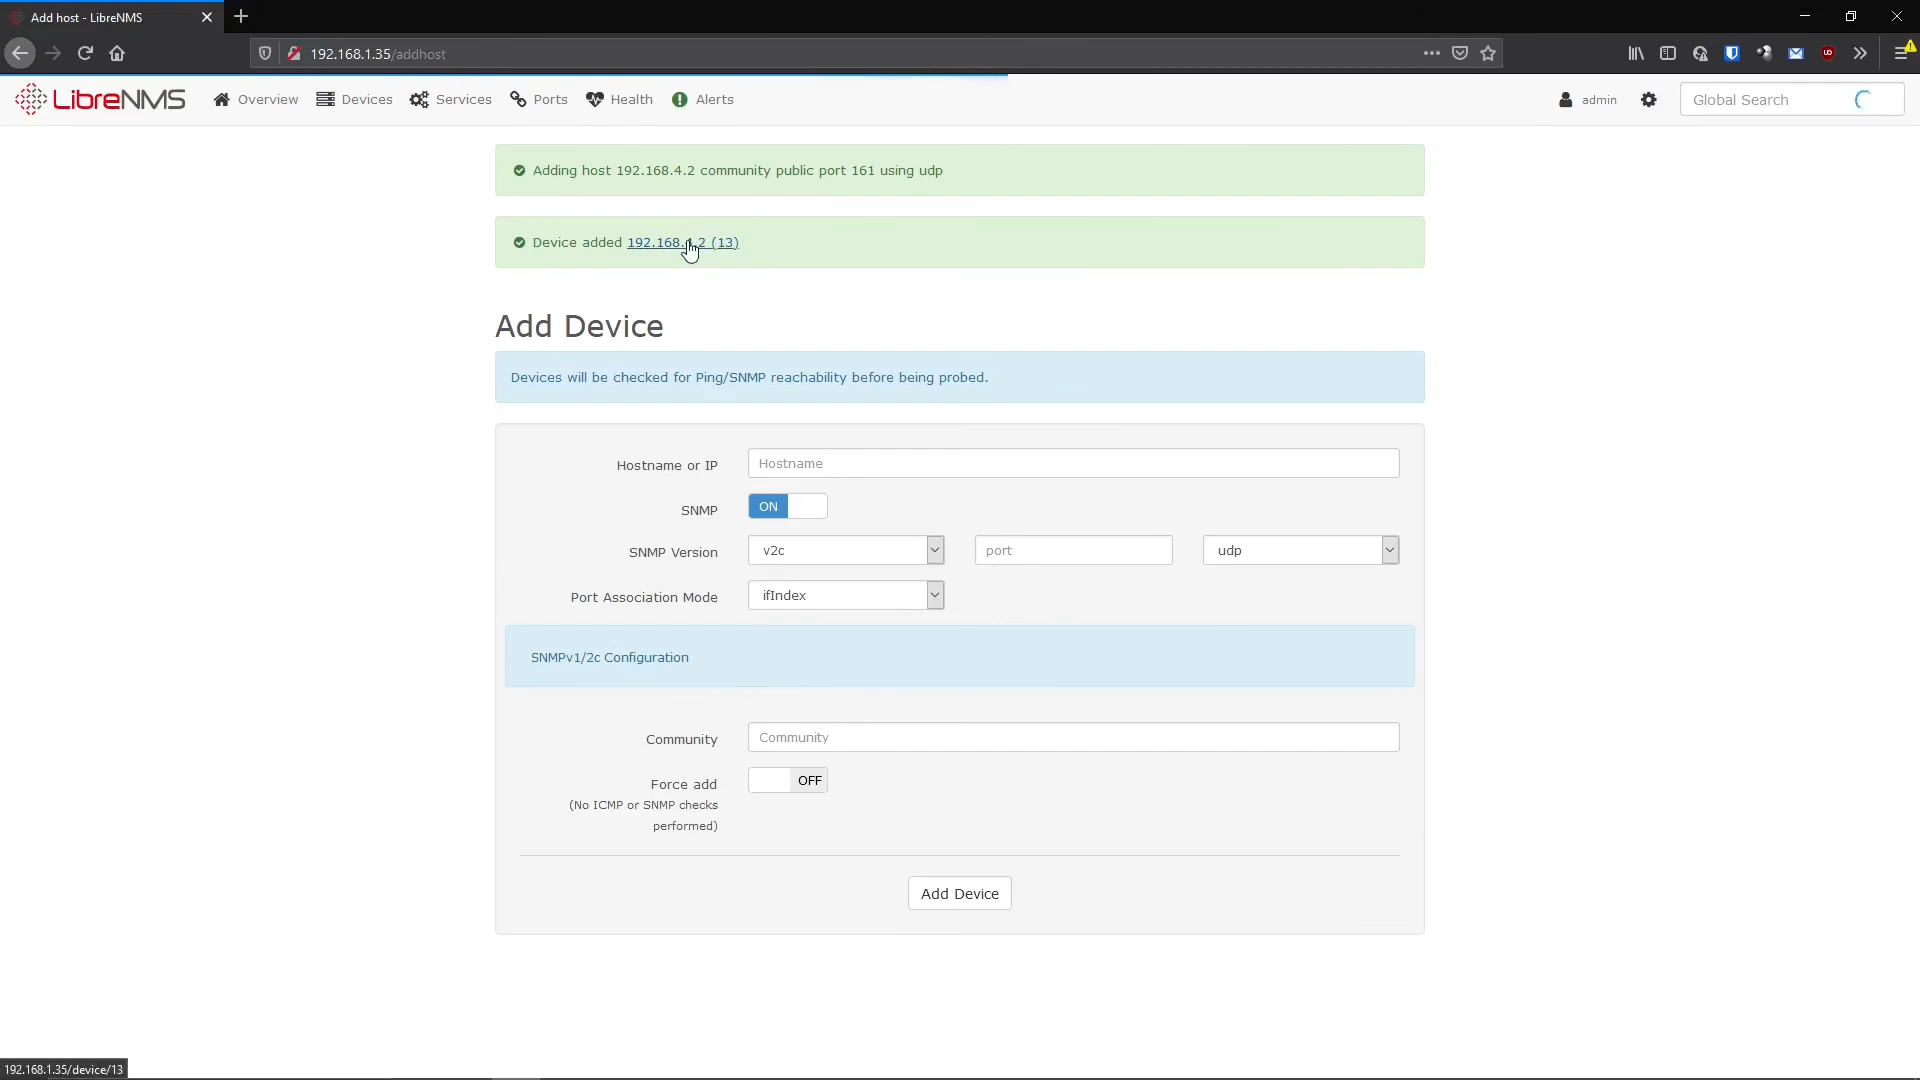 Add host - LibreNMS
192.168.1.35/addhost
LibreNMS
Overview
Devices
Services
Ports
Health
Alerts
admin
Global Search
Adding host 192.168.4.2 community public port 161 using udp
Device added 192.168.4.2 (13)
Add Device
Devices will be checked for Ping/SNMP reachability before being probed.
Hostname or IP
Hostname
SNMP
ON
SNMP Version
v2c
port
udp
Port Association Mode
ifIndex
SNMPv1/2c Configuration
Community
Community
Force add
OFF
(No ICMP or SNMP checks
performed)
Add Device
192.168.1.35/device/13